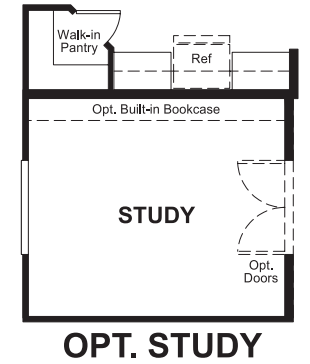 Walk-in
Pantry
Ref
Opt. Built-in Bookcase
STUDY
Opt.
Doors
OPT. STUDY